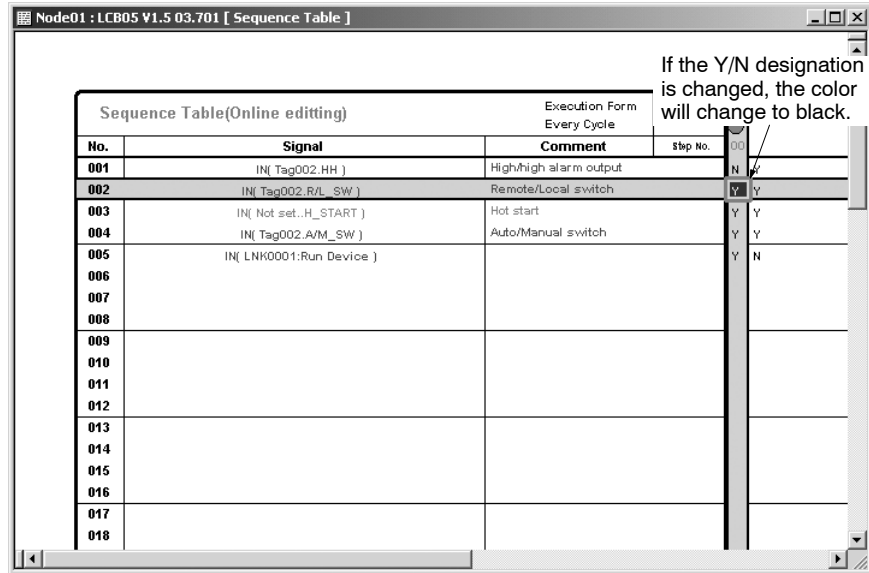 Node01 : LCB05 V1.5 03.701 [ Sequence Table ]
If the Y/N designation
is changed, the color
will change to black.
Sequence Table(Online editting)
Execution Form
Every Cycle
No. Signal Comment Step No. 00
001 IN( Tag002.HH ) High/high alarm output N Y
002 IN( Tag002.R/L_SW ) Remote/Local switch Y Y
003 IN( Not set..H_START ) Hot start Y Y
004 IN( Tag002.A/M_SW ) Auto/Manual switch Y Y
005 IN( LNK0001:Run Device ) Y N
006
007
008
009
010
011
012
013
014
015
016
017
018